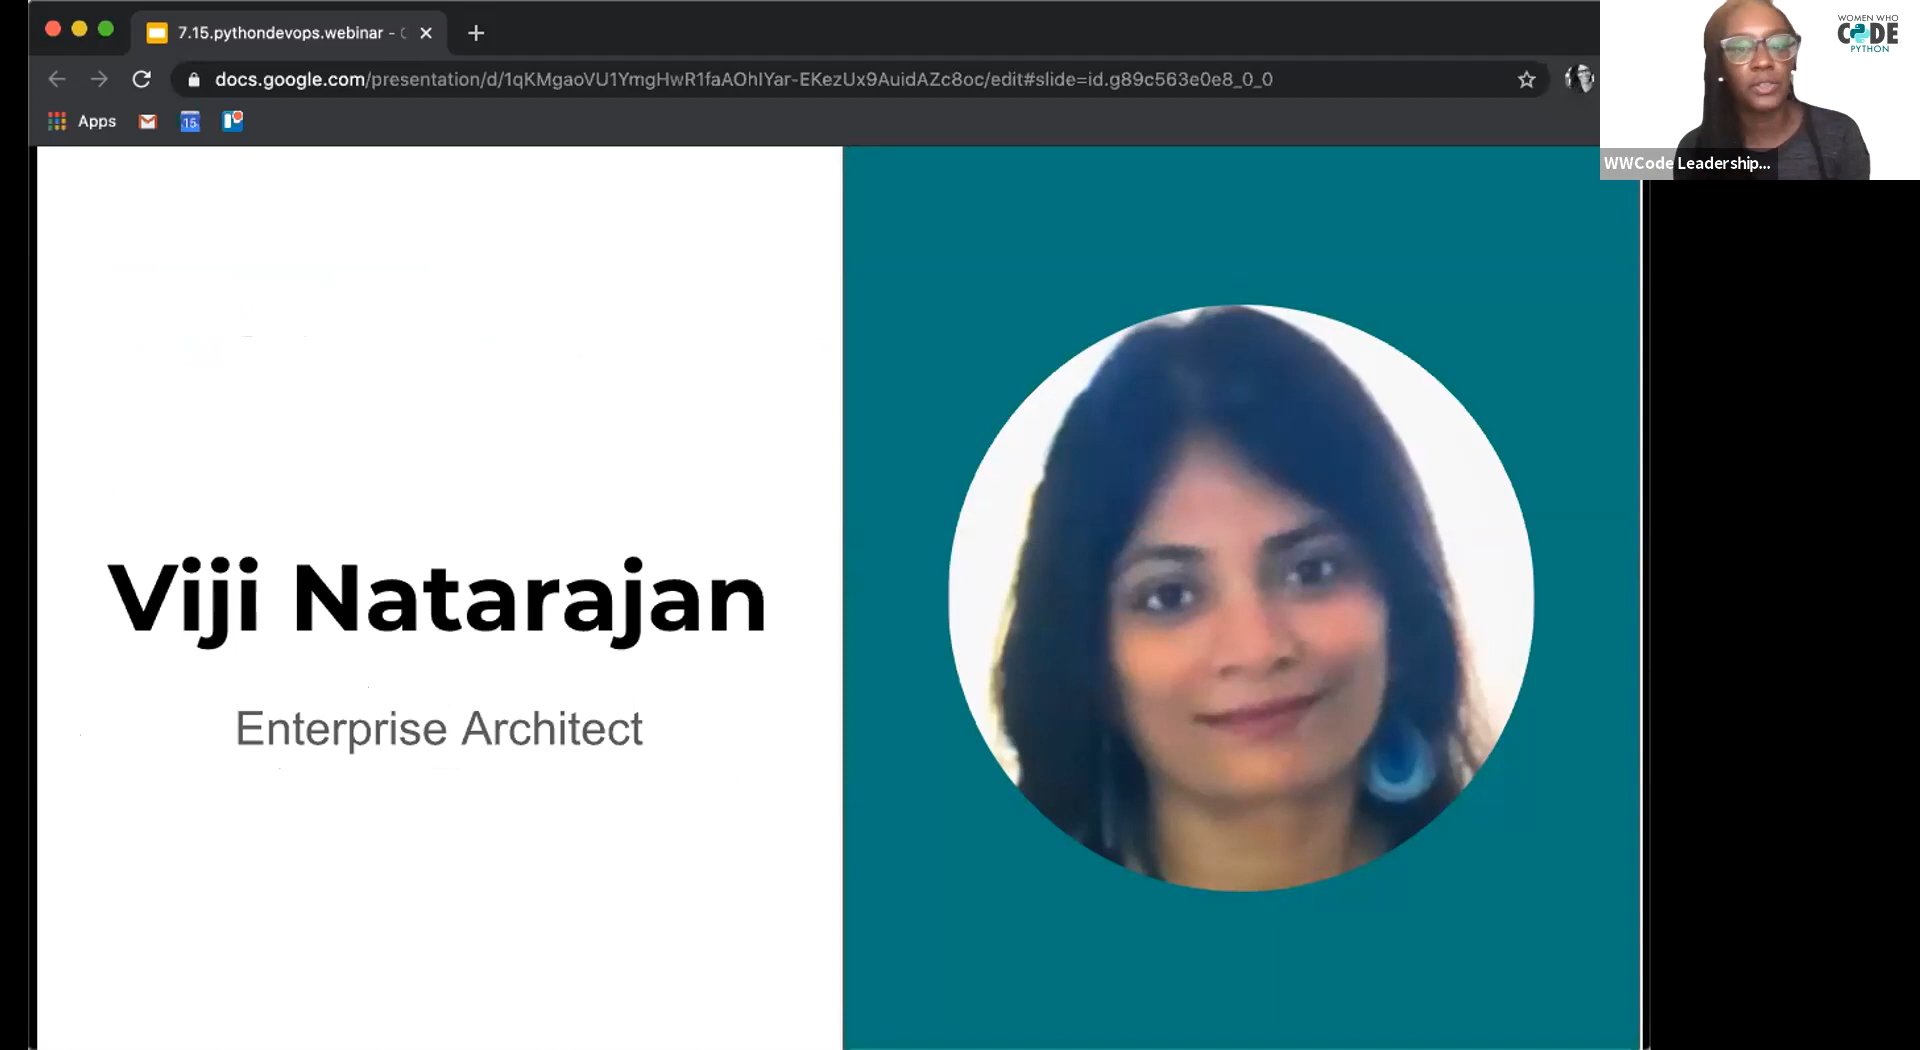 7.15.pythondevops.webinar -
docs.google.com/presentation/d/1qKMgaoVU1YmgHwR1faAOhIYar-EKezUx9AuidAZc8oc/edit#slide=id.g89c563e0e8_0_0
Apps
15
WOMEN WHO
CODE
PYTHON
WWCode Leadership...
Viji Natarajan
Enterprise Architect